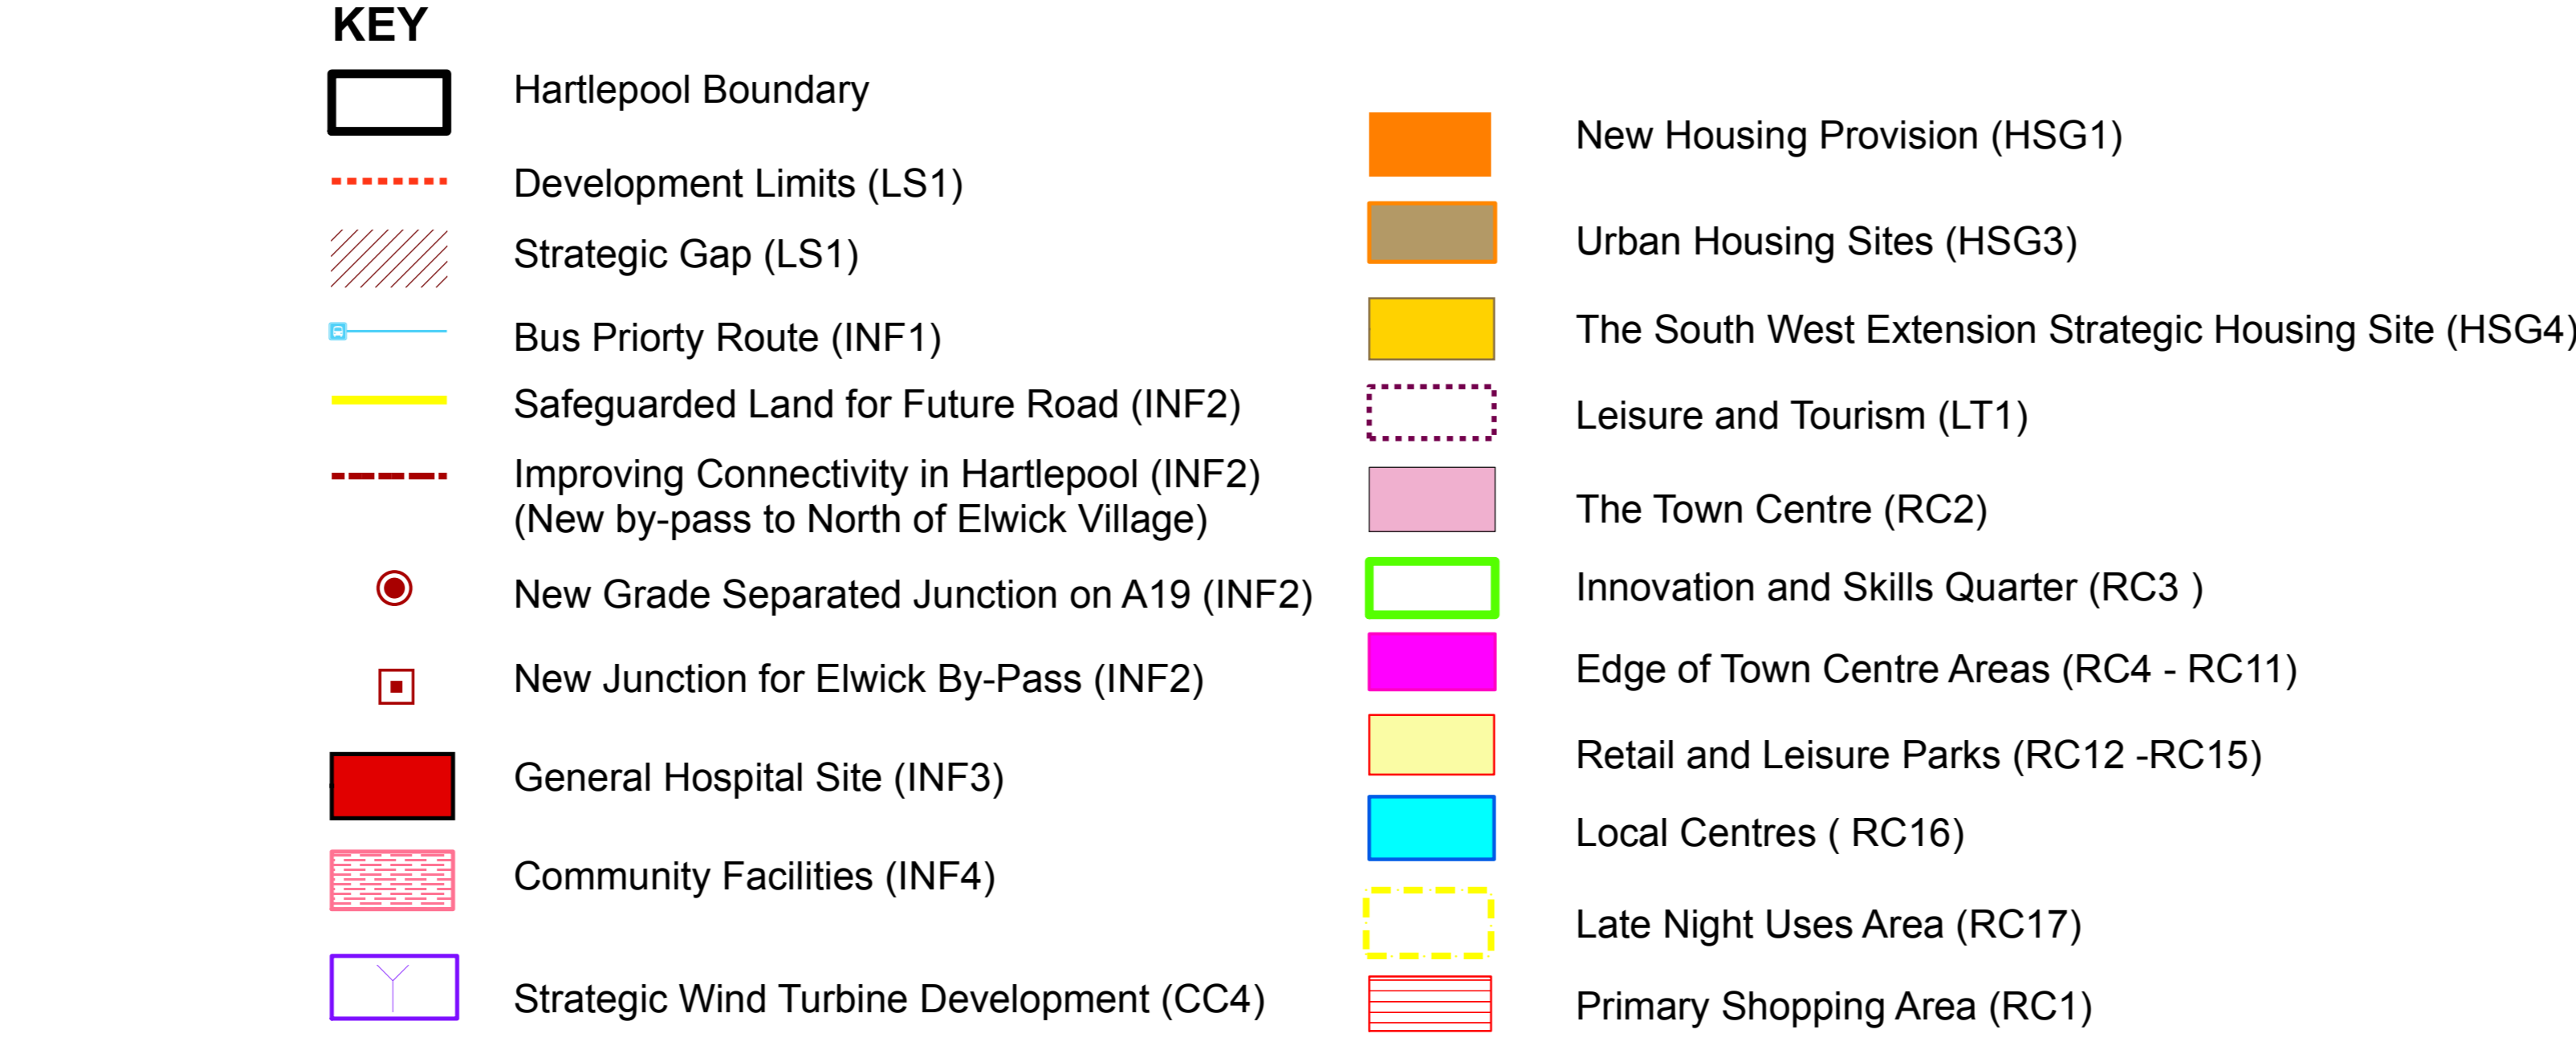 KEY
Hartlepool Boundary
Development Limits (LS1)
Strategic Gap (LS1)
Bus Priorty Route (INF1)
Safeguarded Land for Future Road (INF2)
Improving Connectivity in Hartlepool (INF2)
(New by-pass to North of Elwick Village)
New Grade Separated Junction on A19 (INF2)
New Junction for Elwick By-Pass (INF2)
General Hospital Site (INF3)
Community Facilities (INF4)
Strategic Wind Turbine Development (CC4)
New Housing Provision (HSG1)
Urban Housing Sites (HSG3)
The South West Extension Strategic Housing Site (HSG4)
Leisure and Tourism (LT1)
The Town Centre (RC2)
Innovation and Skills Quarter (RC3 )
Edge of Town Centre Areas (RC4 - RC11)
Retail and Leisure Parks (RC12 -RC15)
Local Centres ( RC16)
Late Night Uses Area (RC17)
Primary Shopping Area (RC1)